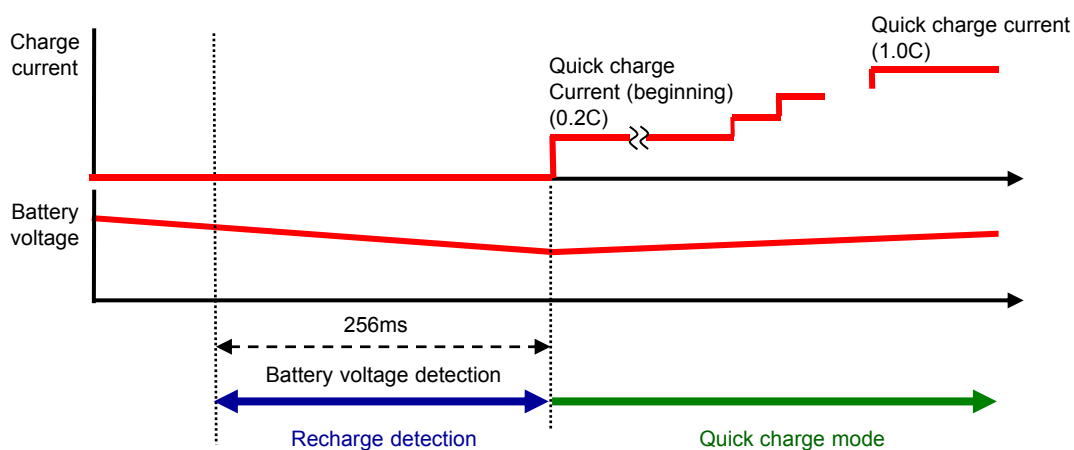 Charge
current
Quick charge
Current (beginning)
(0.2C)
Quick charge current
(1.0C)
Battery
voltage
256ms
Battery voltage detection
Recharge detection
Quick charge mode